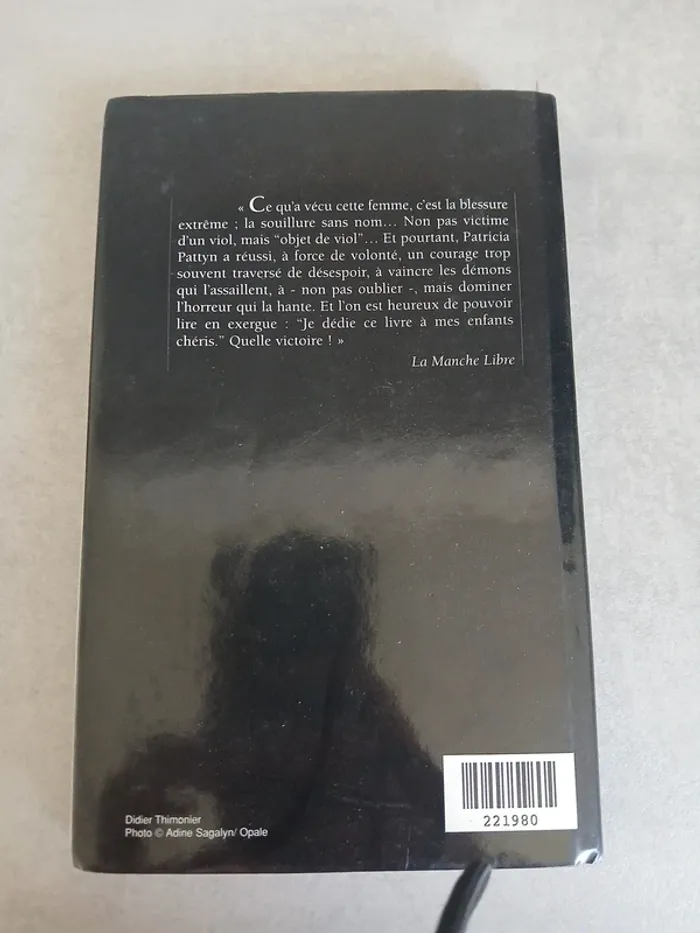 « Ce qu'a vécu cette femme, c'est la blessure
extrême ; la souillure sans nom… Non pas victime
d'un viol, mais “objet de viol”… Et pourtant, Patricia
Pattyn a réussi, à force de volonté, un courage trop
souvent traversé de désespoir, à vaincre les démons
qui l'assaillent, à - non pas oublier -, mais dominer
l'horreur qui la hante. Et l'on est heureux de pouvoir
lire en exergue : “Je dédie ce livre à mes enfants
chéris.” Quelle victoire ! »
La Manche Libre
Didier Thimonier
Photo © Adine Sagalyn/ Opale
221980